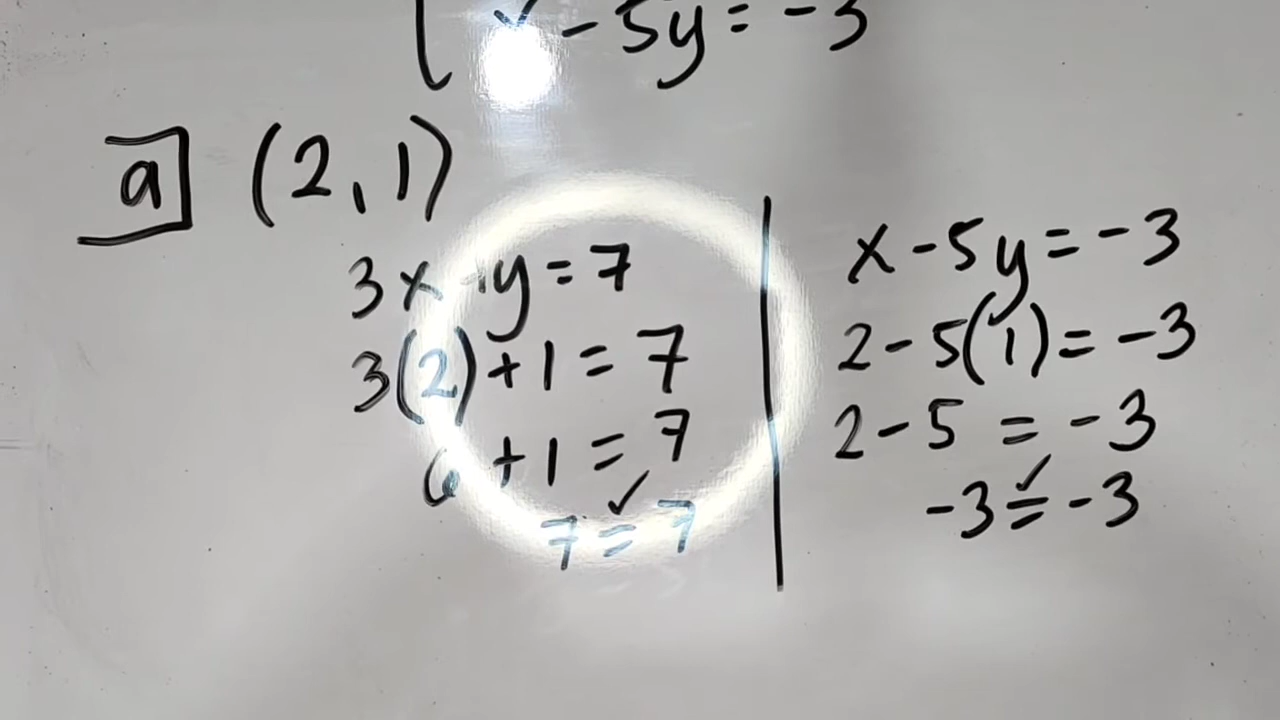 x - 5y = -3
a (2, 1)
3x + y = 7
3(2) + 1 = 7
6 + 1 = 7
7 = 7 ✓
x - 5y = -3
2 - 5(1) = -3
2 - 5 = -3
-3 = -3 ✓